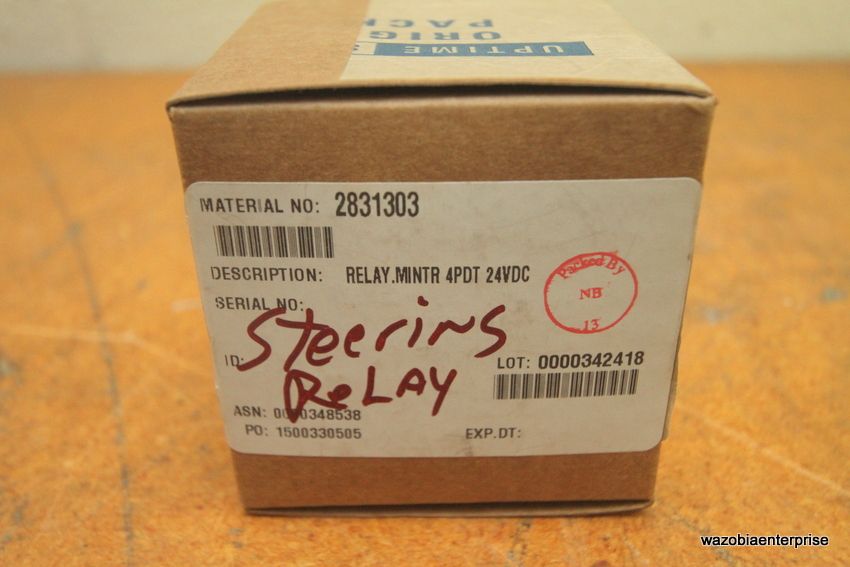 UPTIME
ORIG
PACK
MATERIAL NO: 2831303
DESCRIPTION: RELAY.MINTR 4PDT 24VDC
Packed By
NB
13
SERIAL NO:
Steering
Relay
ID:
LOT: 0000342418
ASN: 0000348538
PO: 1500330505
EXP.DT:
wazobiaenterprise